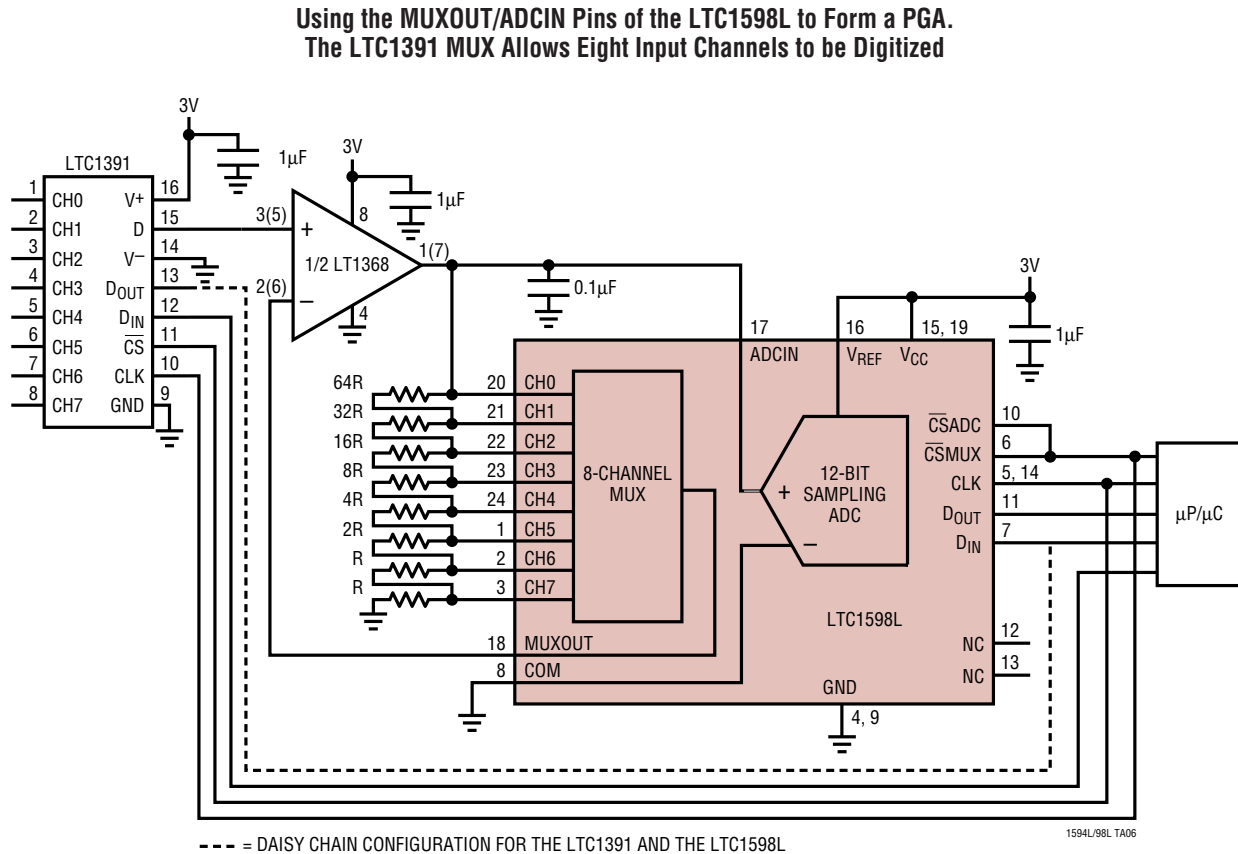 Using the MUXOUT/ADCIN Pins of the LTC1598L to Form a PGA.
The LTC1391 MUX Allows Eight Input Channels to be Digitized
3V
1µF
LTC1391
1 CH0 V+ 16
2 CH1 D 15
3 CH2 V– 14
4 CH3 DOUT 13
5 CH4 DIN 12
6 CH5 C̅S̅ 11
7 CH6 CLK 10
8 CH7 GND 9
3V
1µF
8
3(5)
+
1/2 LT1368
1(7)
2(6)
–
4
0.1µF
3V
1µF
17 ADCIN
16 VREF
15, 19 VCC
64R 20 CH0
32R 21 CH1
16R 22 CH2
8R 23 CH3
4R 24 CH4
2R 1 CH5
R 2 CH6
R 3 CH7
8-CHANNEL
MUX
+
12-BIT
SAMPLING
ADC
–
C̅S̅ADC 10
C̅S̅MUX 6
CLK 5, 14
DOUT 11
DIN 7
µP/µC
LTC1598L
NC 12
NC 13
18 MUXOUT
8 COM
GND
4, 9
1594L/98L TA06
= DAISY CHAIN CONFIGURATION FOR THE LTC1391 AND THE LTC1598L